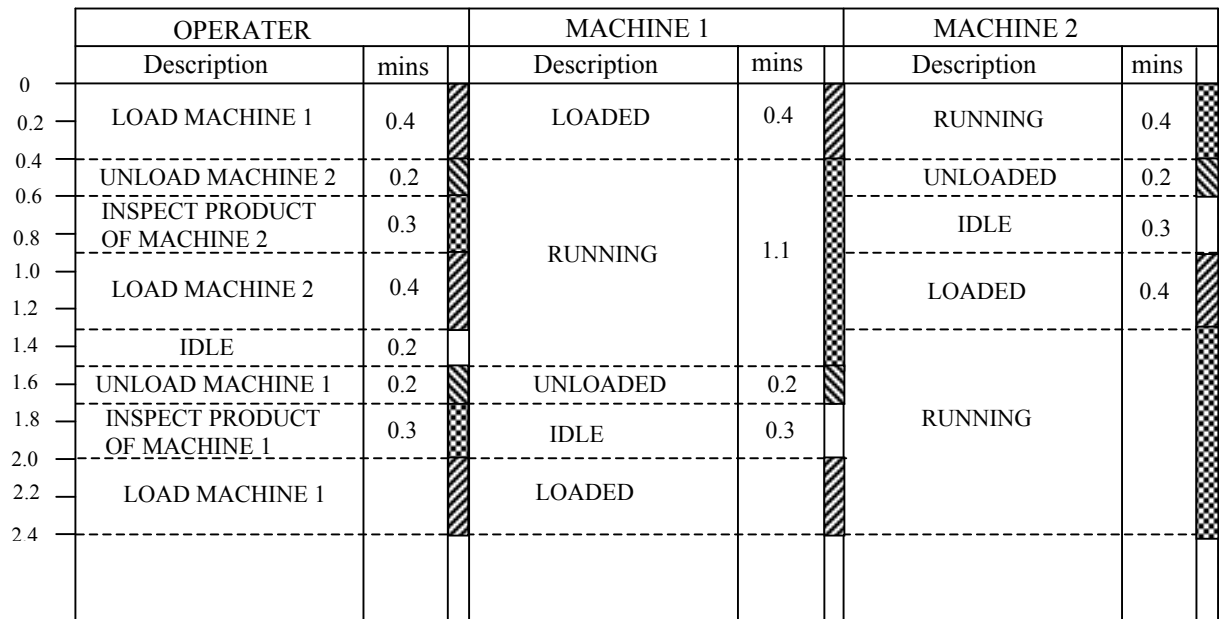 OPERATER MACHINE 1 MACHINE 2
Description mins Description mins Description mins
0
LOAD MACHINE 1 0.4 LOADED 0.4 RUNNING 0.4
0.2
0.4
UNLOAD MACHINE 2 0.2 UNLOADED 0.2
0.6
INSPECT PRODUCT
OF MACHINE 2 0.3 IDLE 0.3
0.8
RUNNING 1.1
1.0
LOAD MACHINE 2 0.4 LOADED 0.4
1.2
1.4
IDLE 0.2
1.6
UNLOAD MACHINE 1 0.2 UNLOADED 0.2
1.8
INSPECT PRODUCT
OF MACHINE 1 0.3 IDLE 0.3 RUNNING
2.0
2.2
LOAD MACHINE 1 LOADED
2.4